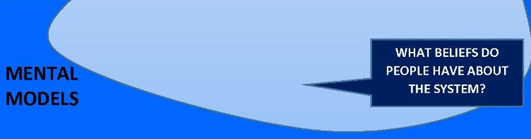 MENTAL
MODELS
WHAT BELIEFS DO
PEOPLE HAVE ABOUT
THE SYSTEM?